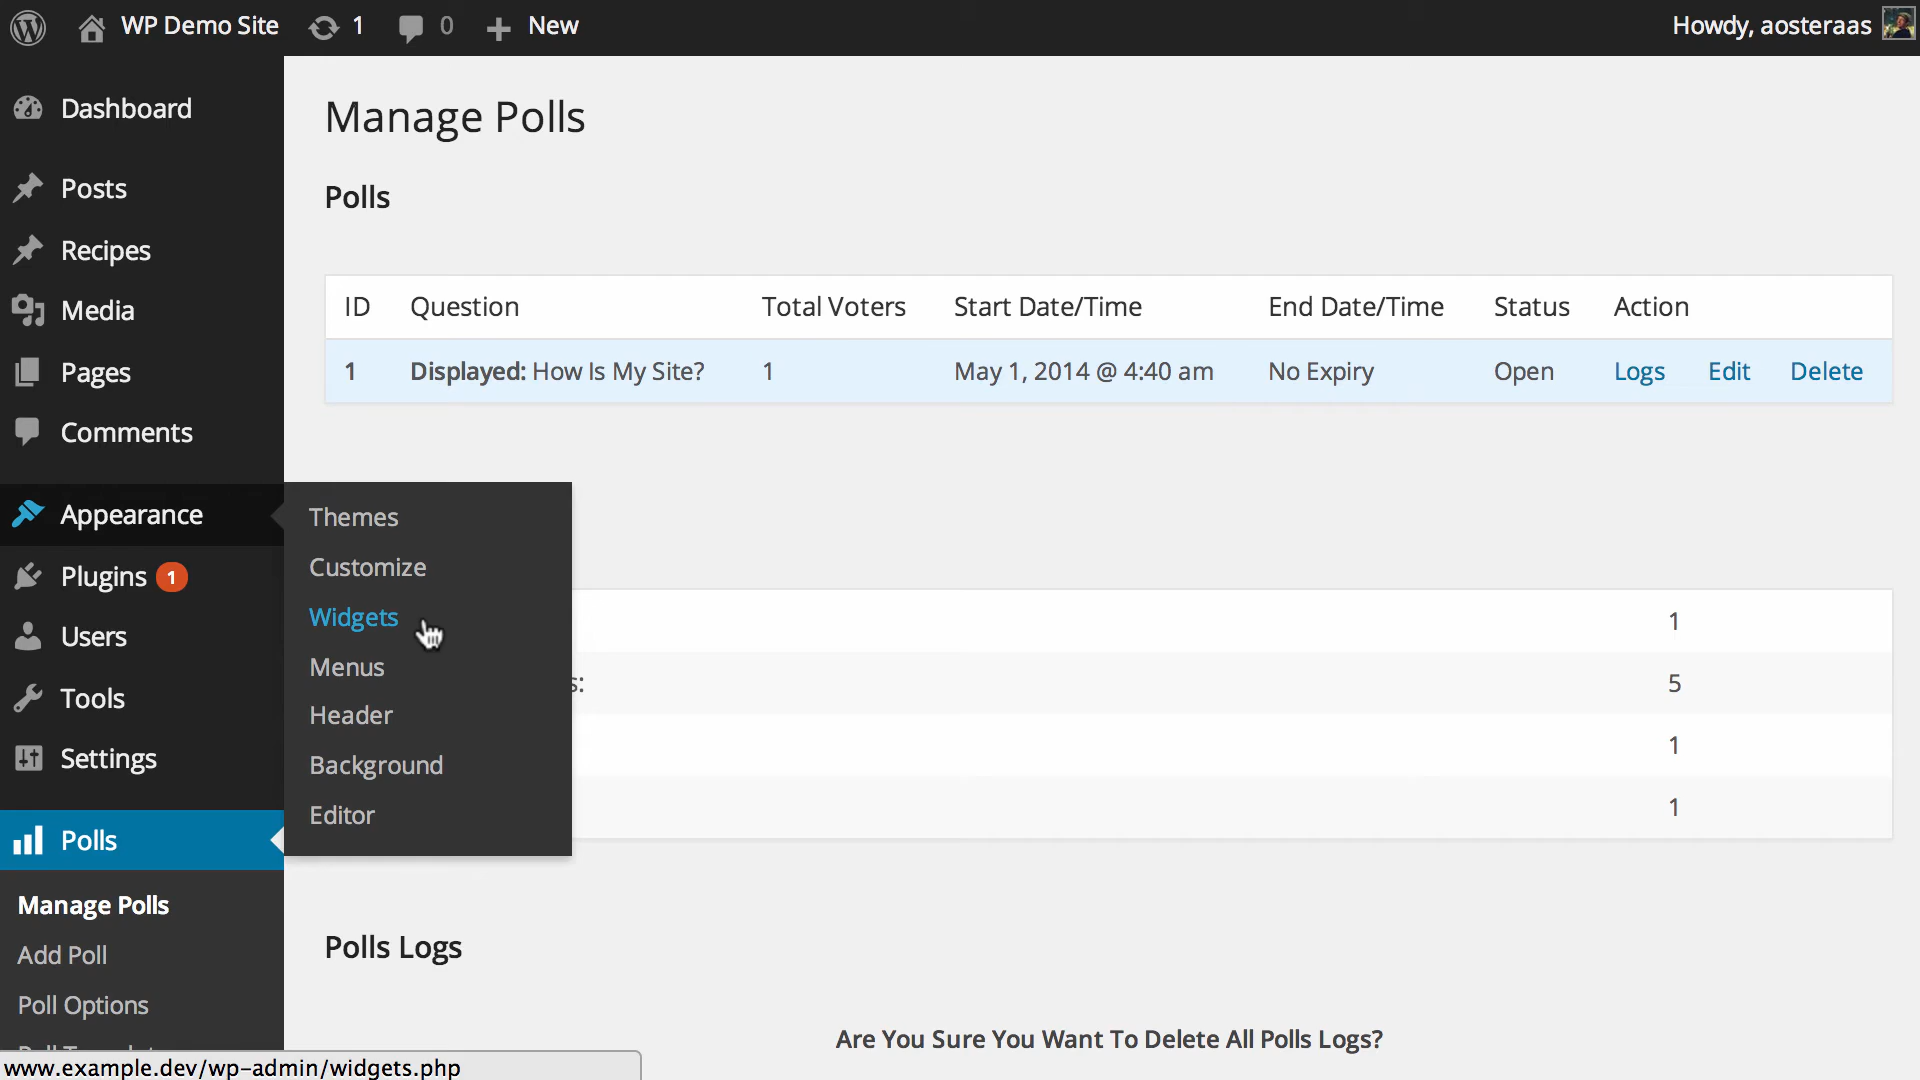 WP Demo Site 1 0 New Howdy, aosteraas
Dashboard
Posts
Recipes
Media
Pages
Comments
Appearance
Plugins 1
Users
Tools
Settings
Polls
Manage Polls
Add Poll
Poll Options
Themes
Customize
Widgets
Menus
Header
Background
Editor
Manage Polls
Polls
ID Question Total Voters Start Date/Time End Date/Time Status Action
1 Displayed: How Is My Site? 1 May 1, 2014 @ 4:40 am No Expiry Open Logs Edit Delete
1
s: 5
1
1
Polls Logs
Are You Sure You Want To Delete All Polls Logs?
www.example.dev/wp-admin/widgets.php